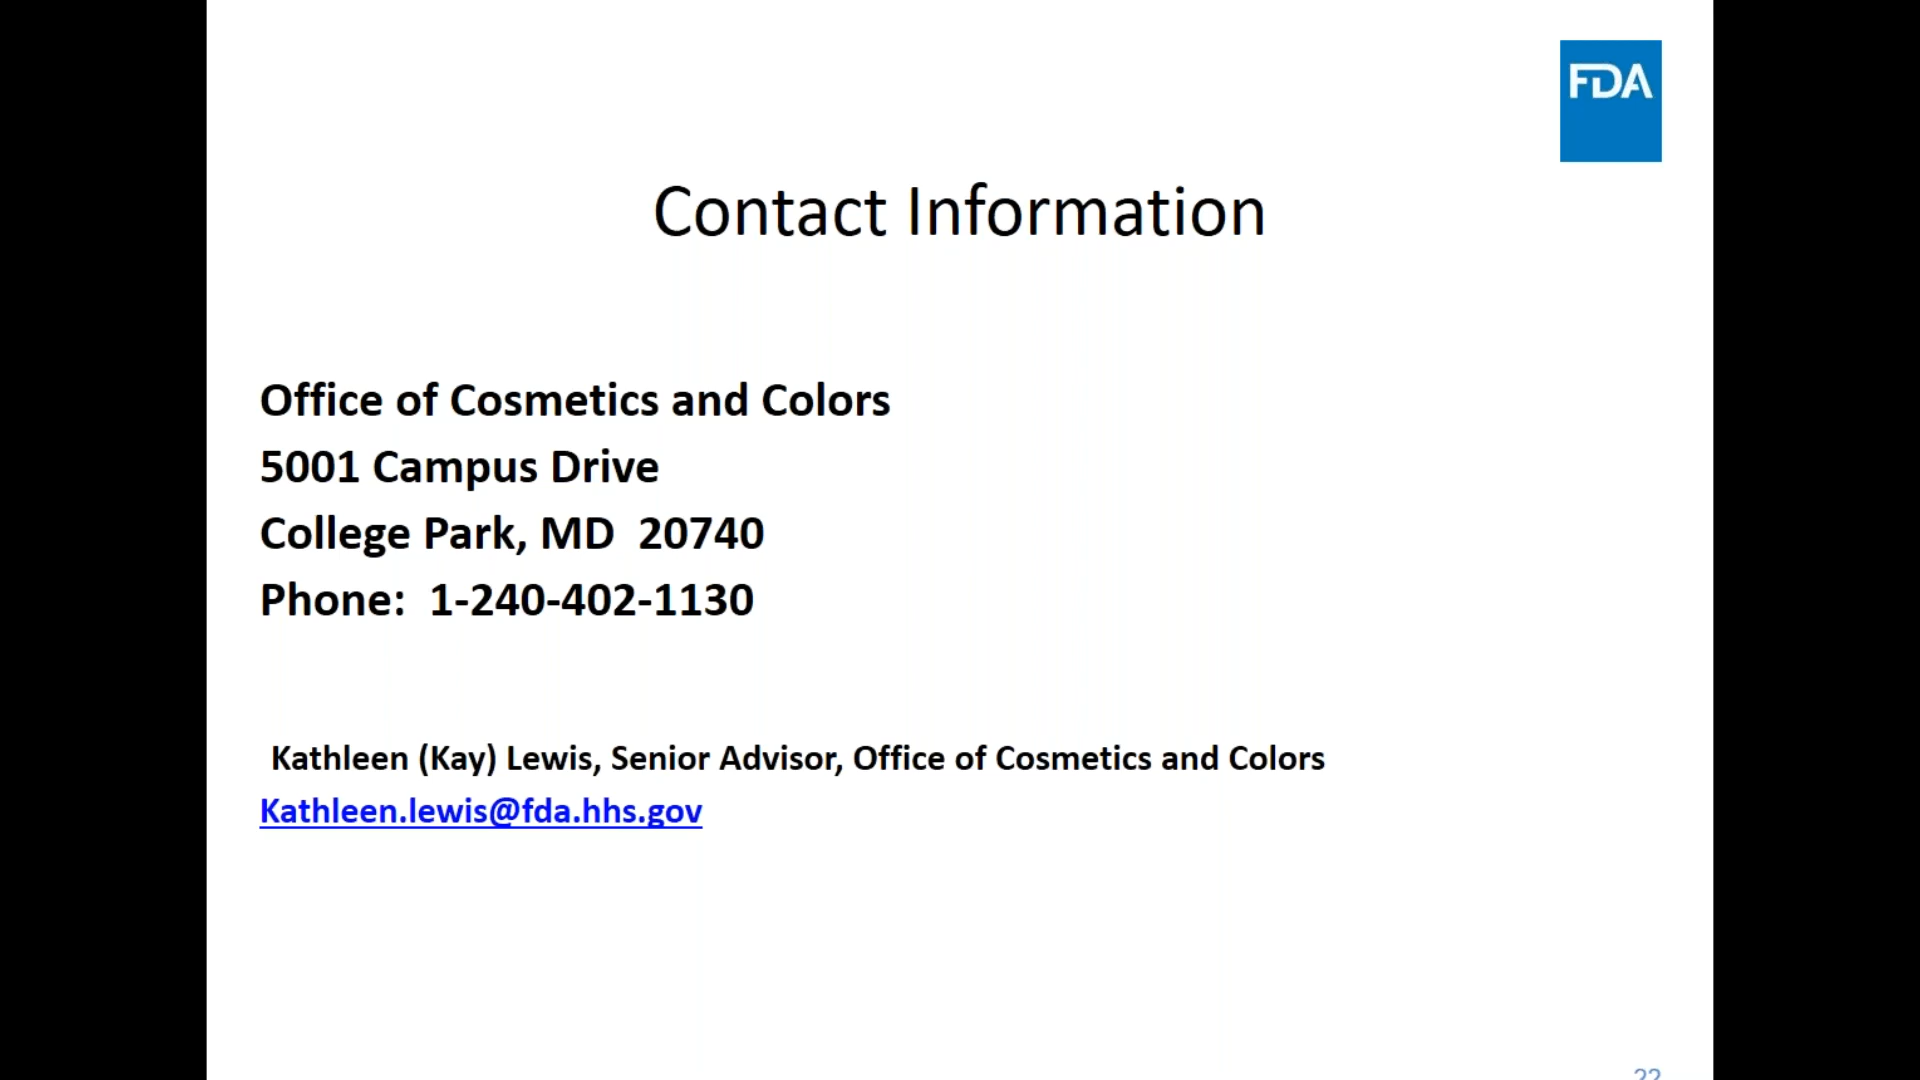 FDA
Contact Information
Office of Cosmetics and Colors
5001 Campus Drive
College Park, MD  20740
Phone:  1-240-402-1130
Kathleen (Kay) Lewis, Senior Advisor, Office of Cosmetics and Colors
Kathleen.lewis@fda.hhs.gov
22